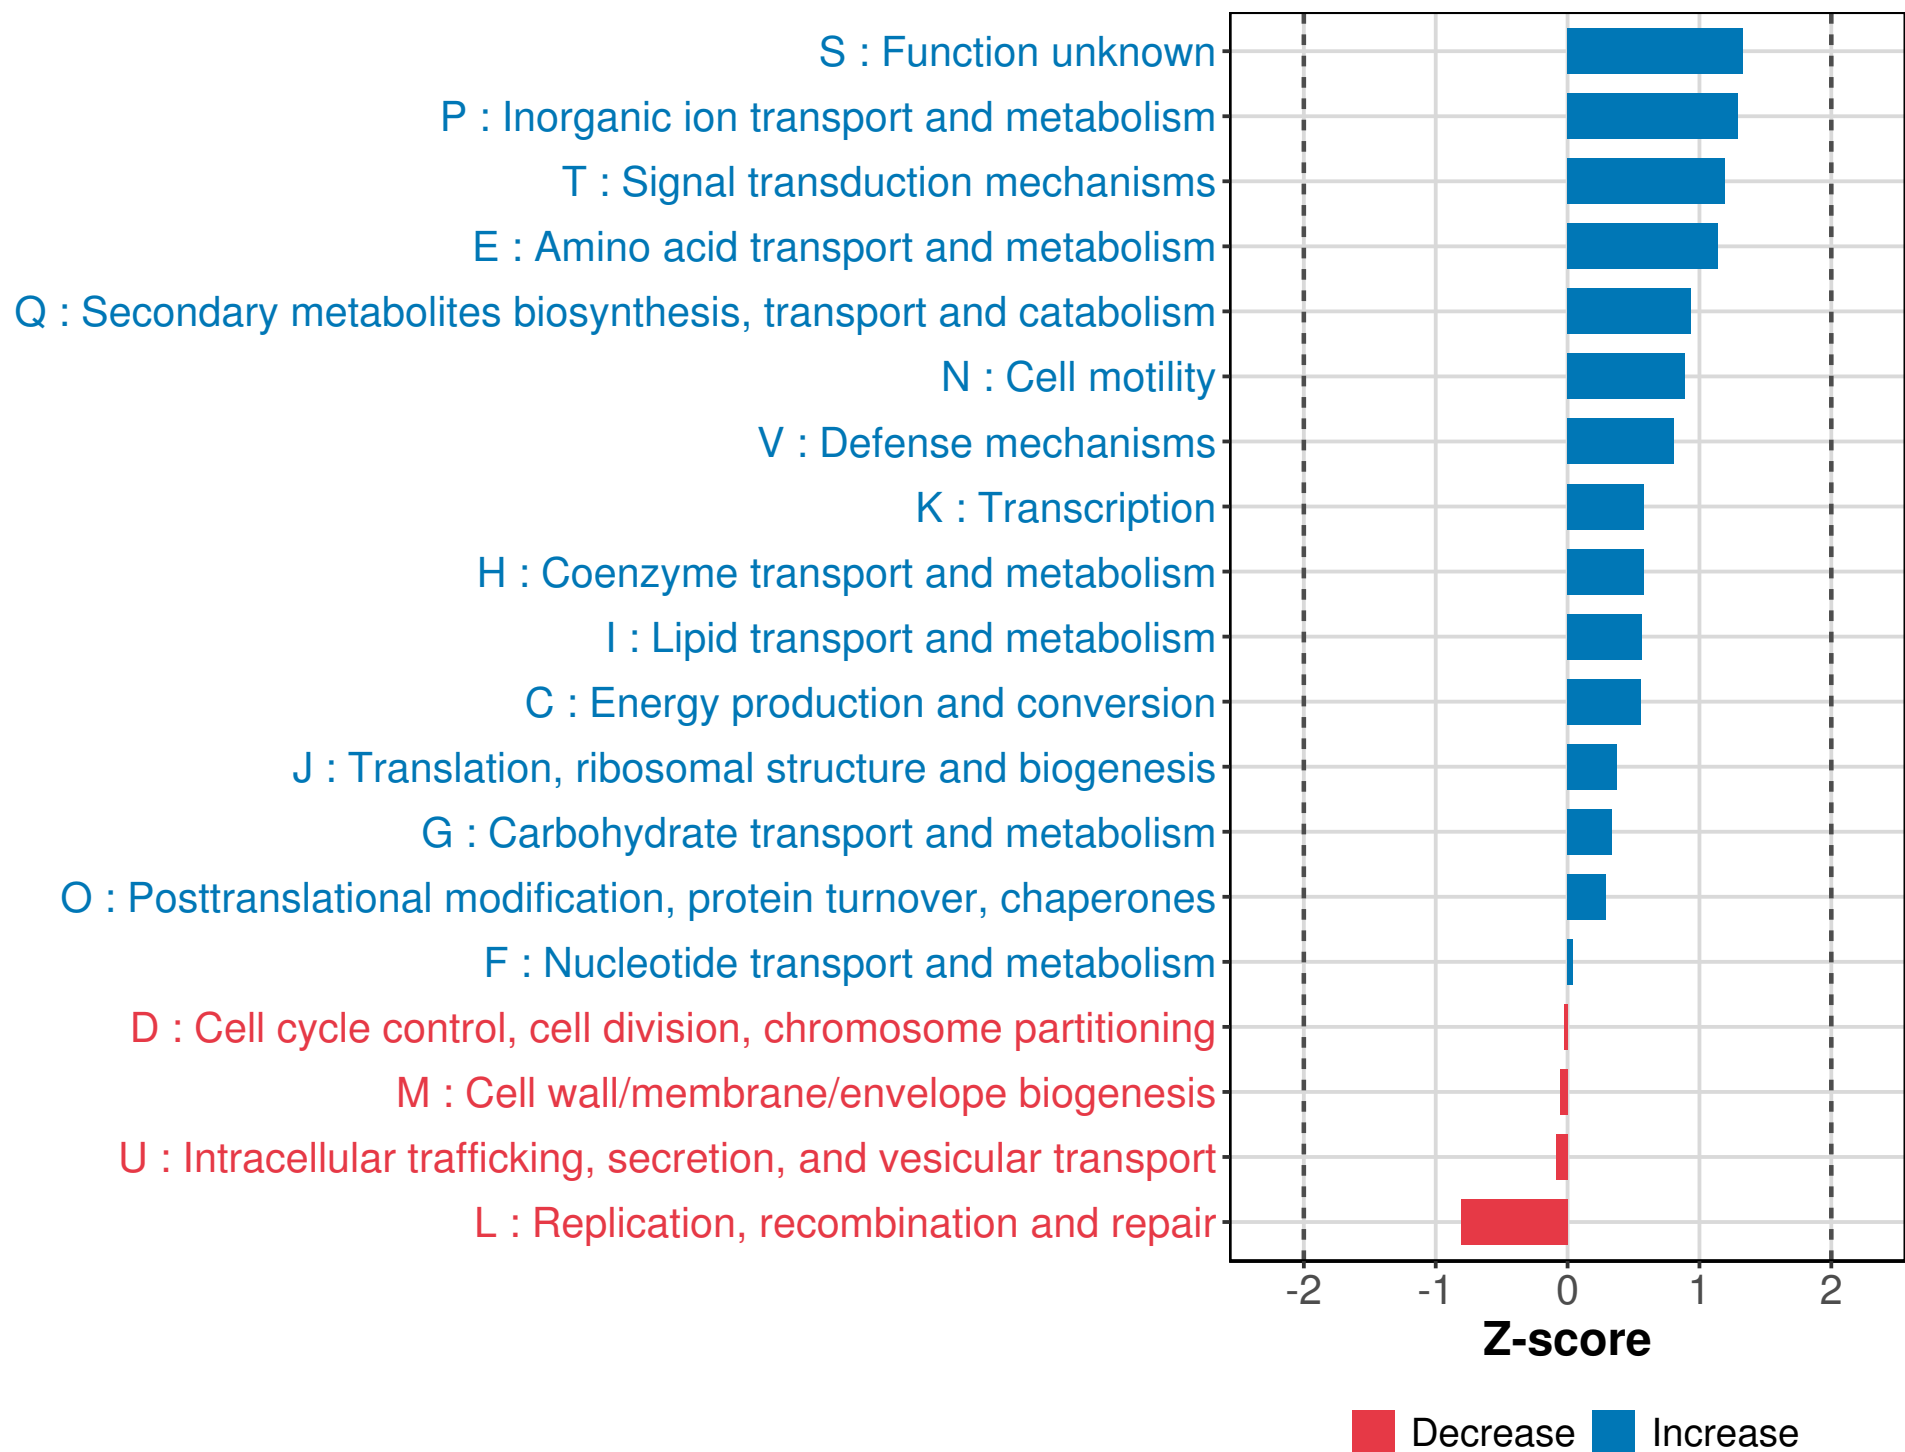 S : Function unknown
P : Inorganic ion transport and metabolism
T : Signal transduction mechanisms
E : Amino acid transport and metabolism
Q : Secondary metabolites biosynthesis, transport and catabolism
N : Cell motility
V : Defense mechanisms
K : Transcription
H : Coenzyme transport and metabolism
I : Lipid transport and metabolism
C : Energy production and conversion
J : Translation, ribosomal structure and biogenesis
G : Carbohydrate transport and metabolism
O : Posttranslational modification, protein turnover, chaperones
F : Nucleotide transport and metabolism
D : Cell cycle control, cell division, chromosome partitioning
M : Cell wall/membrane/envelope biogenesis
U : Intracellular trafficking, secretion, and vesicular transport
L : Replication, recombination and repair
-2 -1 0 1 2
Z-score
Decrease Increase